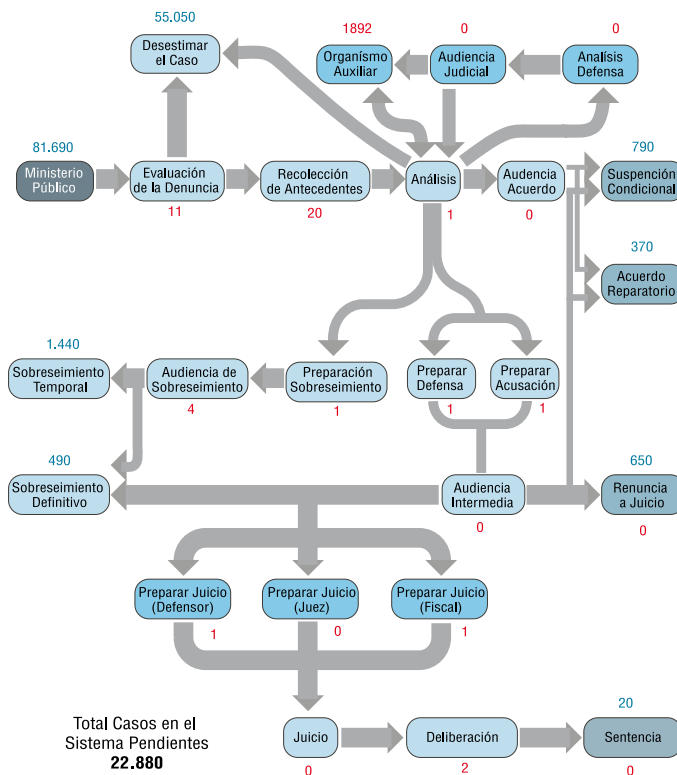 55.050
1892
0
0
Desestimar
el Caso
Organísmo
Auxiliar
Audiencia
Judicial
Analísis
Defensa
81.690
790
Ministerio
Público
Evaluación
de la Denuncia
Recolección
de Antecedentes
Análisis
Audencia
Acuerdo
Suspención
Condicional
11
20
1
0
370
Acuerdo
Reparatorio
1.440
Sobreseimiento
Temporal
Audiencia de
Sobreseimiento
Preparación
Sobreseimiento
Preparar
Defensa
Preparar
Acusación
4
1
1
1
490
650
Sobreseimiento
Definitivo
Audiencia
Intermedia
Renuncia
a Juicio
0
0
Preparar Juicio
(Defensor)
Preparar Juicio
(Juez)
Preparar Juicio
(Fiscal)
1
0
1
20
Total Casos en el
Sistema Pendientes
22.880
Juicio
Deliberación
Sentencia
0
2
0